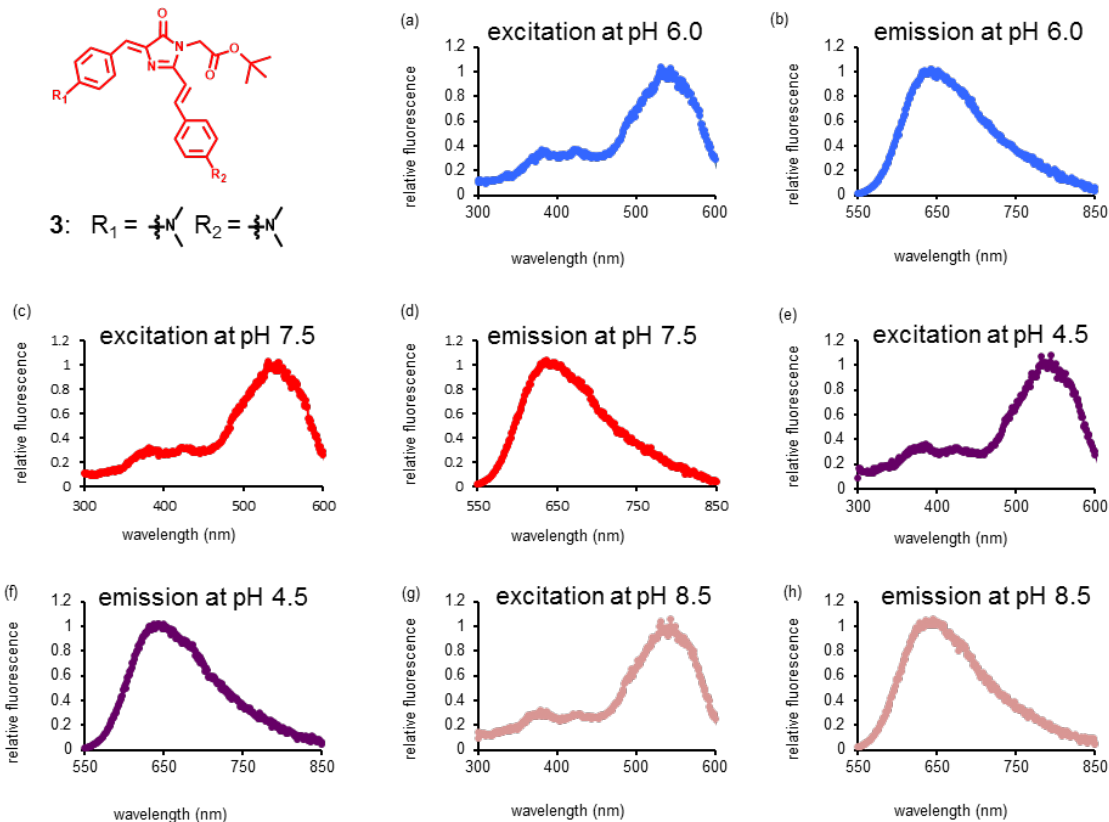 O
N
N
O
O
R1
R2
3: R1 = N R2 = N
(a)
excitation at pH 6.0
relative fluorescence
1.2
1
0.8
0.6
0.4
0.2
0
300 400 500 600
wavelength (nm)
(b)
emission at pH 6.0
relative fluorescence
1.2
1
0.8
0.6
0.4
0.2
0
550 650 750 850
wavelength (nm)
(c)
excitation at pH 7.5
relative fluorescence
1.2
1
0.8
0.6
0.4
0.2
0
300 400 500 600
wavelength (nm)
(d)
emission at pH 7.5
relative fluorescence
1.2
1
0.8
0.6
0.4
0.2
0
550 650 750 850
wavelength (nm)
(e)
excitation at pH 4.5
relative fluorescence
1.2
1
0.8
0.6
0.4
0.2
0
300 400 500 600
wavelength (nm)
(f)
emission at pH 4.5
relative fluorescence
1.2
1
0.8
0.6
0.4
0.2
0
550 650 750 850
wavelength (nm)
(g)
excitation at pH 8.5
relative fluorescence
1.2
1
0.8
0.6
0.4
0.2
0
300 400 500 600
wavelength (nm)
(h)
emission at pH 8.5
relative fluorescence
1.2
1
0.8
0.6
0.4
0.2
0
550 650 750 850
wavelength (nm)